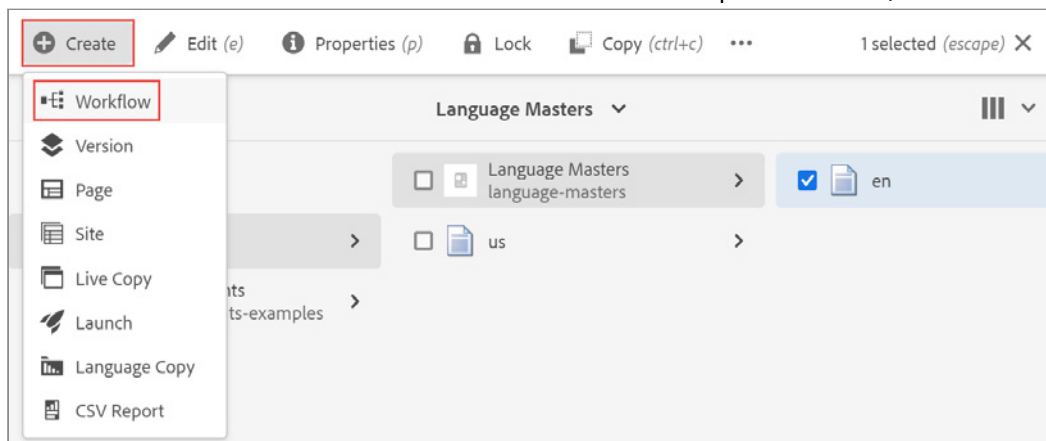 Create Edit (e) Properties (p) Lock Copy (ctrl+c) ••• 1 selected (escape)
Workflow
Version
Page
Site
Live Copy
Launch
Language Copy
CSV Report
Language Masters
Language Masters
language-masters
us
en
nts
ts-examples